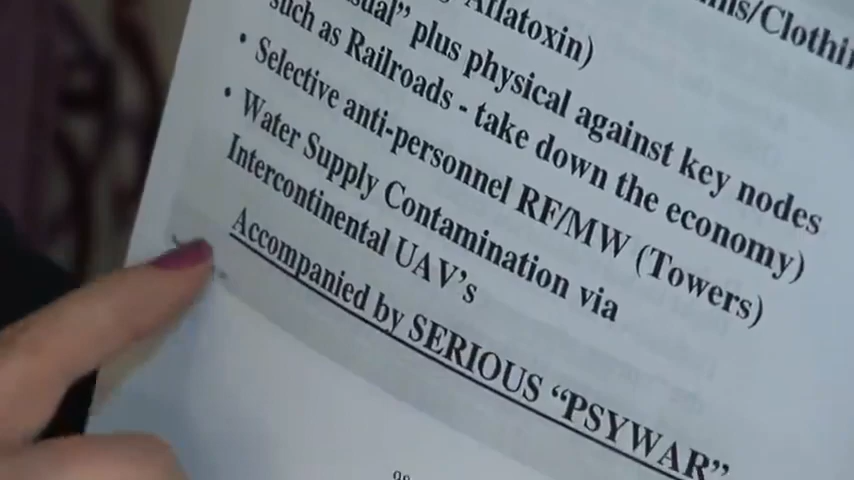 Aflatoxin)
plus physical against key nodes
such as Railroads - take down the economy)
• Selective anti-personnel RF/MW (Towers)
• Water Supply Contamination via
Intercontinental UAV's
Accompanied by SERIOUS “PSYWAR”